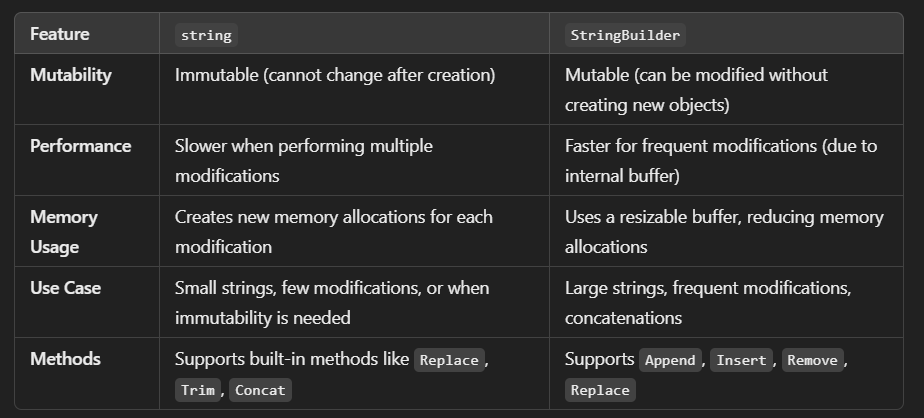 Feature string StringBuilder
Mutability Immutable (cannot change after creation) Mutable (can be modified without
creating new objects)
Performance Slower when performing multiple Faster for frequent modifications (due to
modifications internal buffer)
Memory Creates new memory allocations for each Uses a resizable buffer, reducing memory
Usage modification allocations
Use Case Small strings, few modifications, or when Large strings, frequent modifications,
immutability is needed concatenations
Methods Supports built-in methods like Replace, Supports Append, Insert, Remove,
Trim, Concat Replace